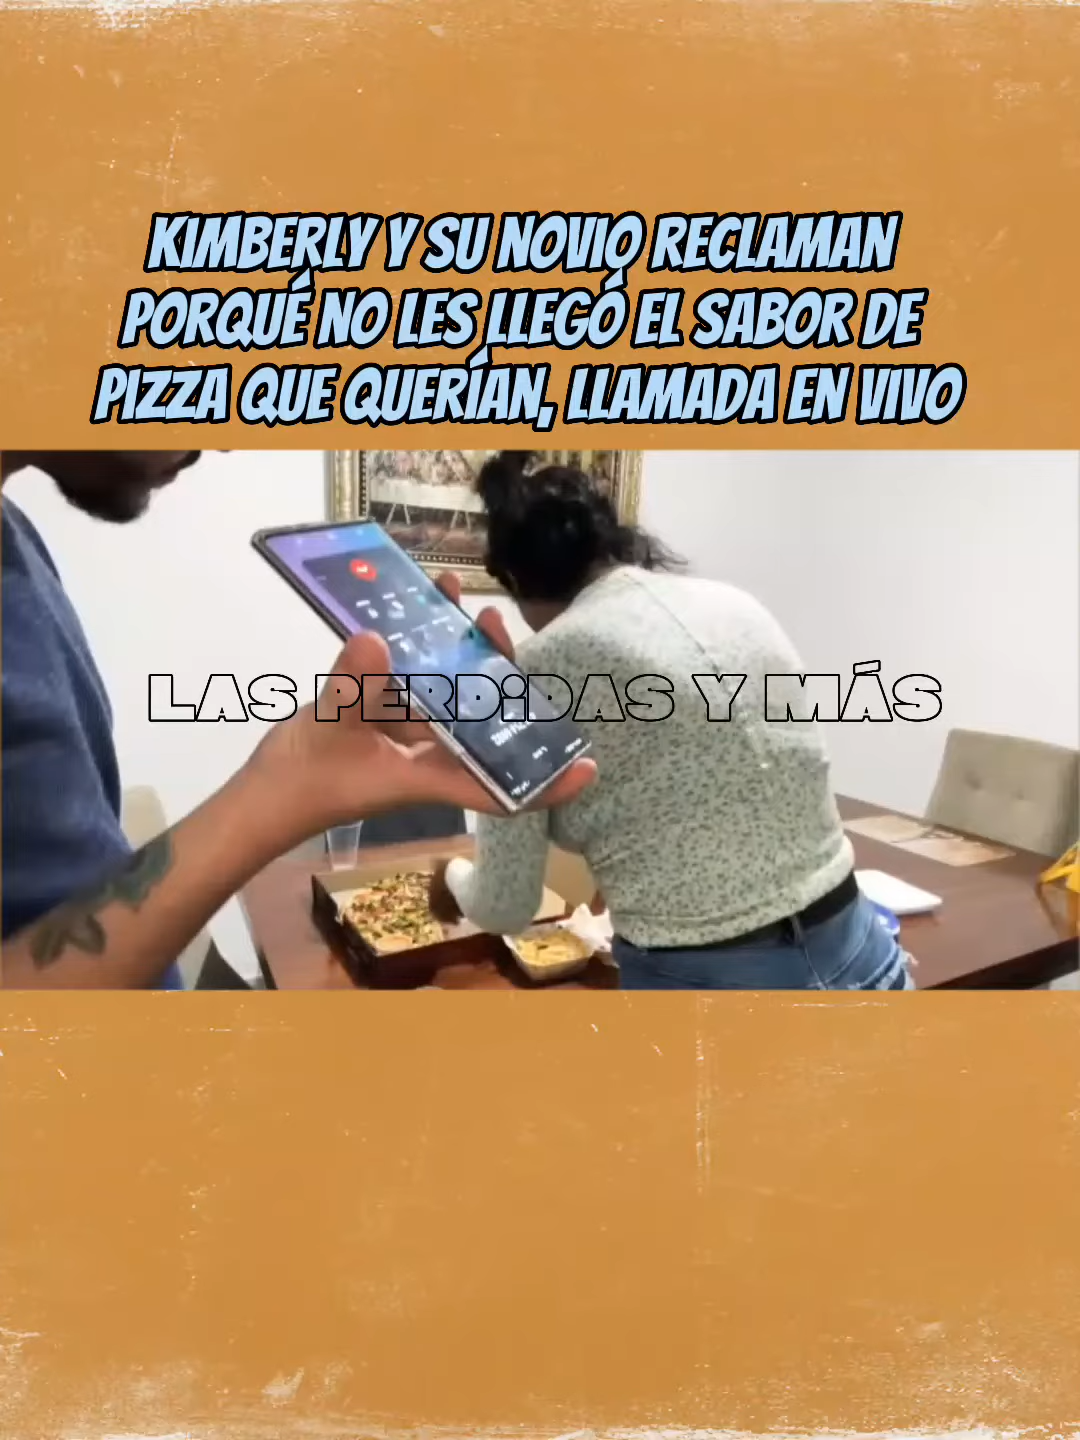 KIMBERLY Y SU NOVIO RECLAMAN
PORQUÉ NO LES LLEGÓ EL SABOR DE
PIZZA QUE QUERÍAN, LLAMADA EN VIVO
LAS PERDIDAS Y MÁS